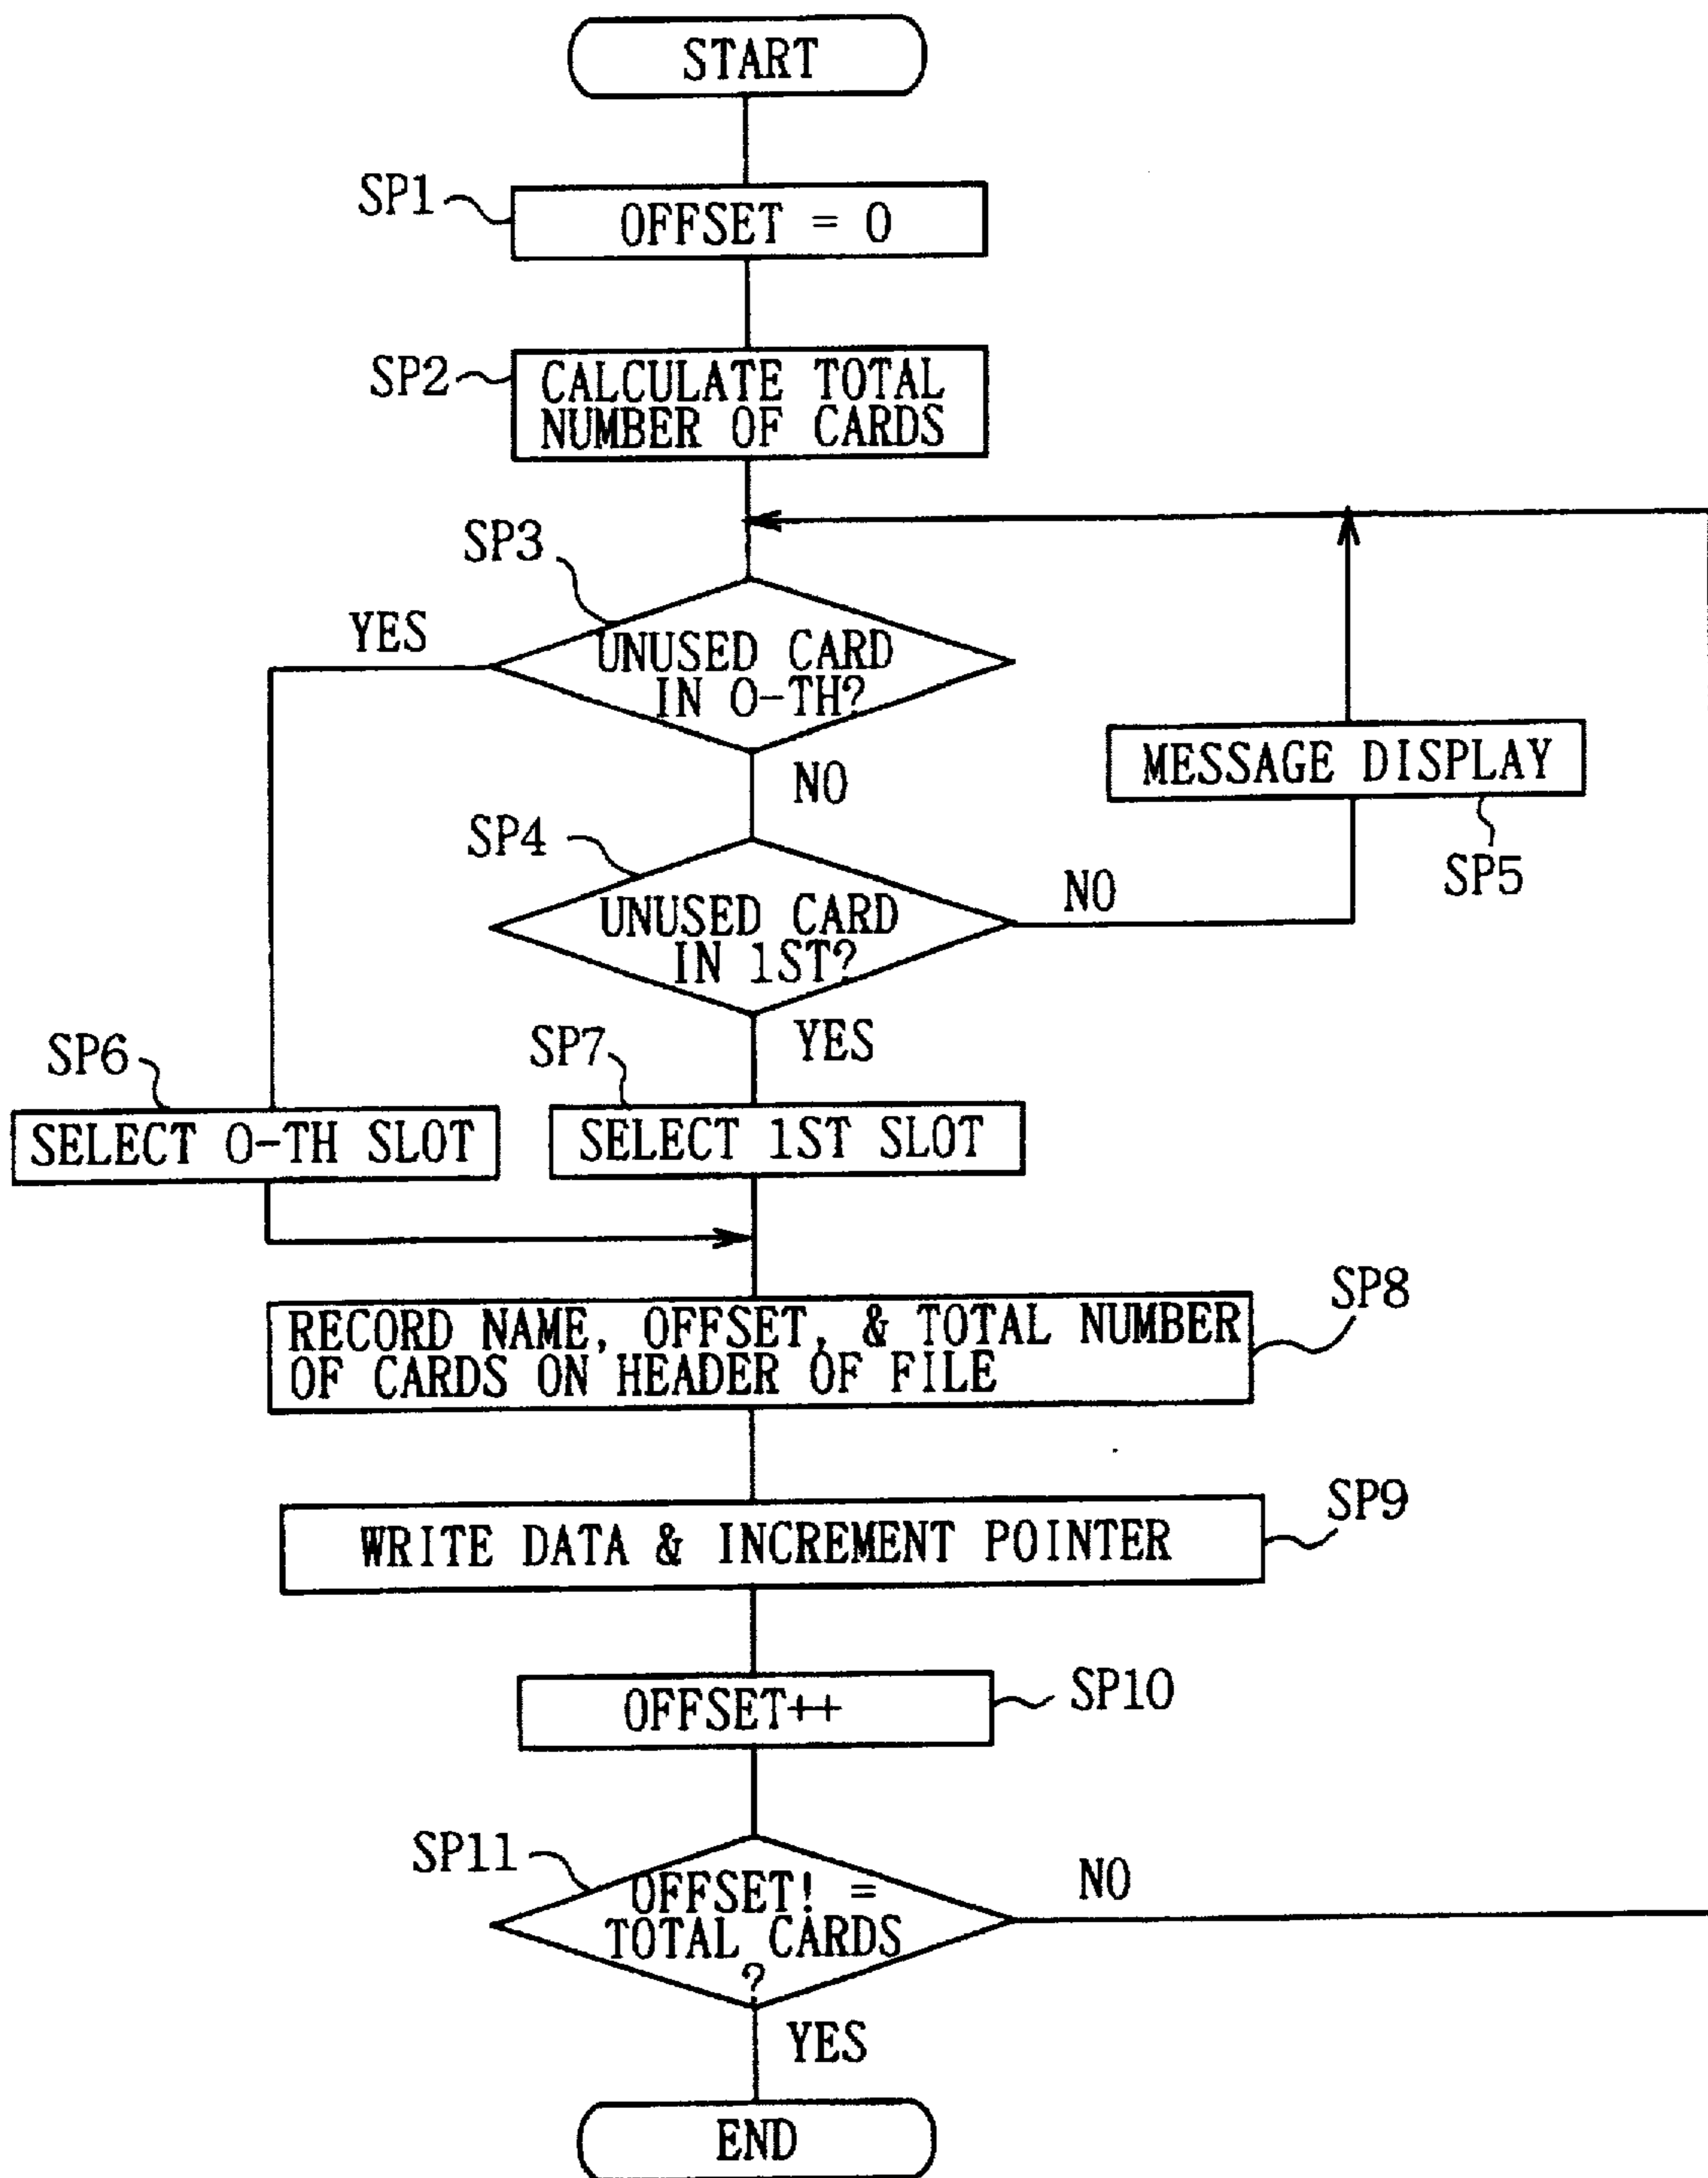 START
SP1
OFFSET = 0
SP2
CALCULATE TOTAL
NUMBER OF CARDS
SP3
YES
UNUSED CARD
IN 0-TH?
NO
MESSAGE DISPLAY
SP5
SP4
UNUSED CARD
IN 1ST?
NO
YES
SP6
SP7
SELECT 0-TH SLOT
SELECT 1ST SLOT
SP8
RECORD NAME, OFFSET, & TOTAL NUMBER
OF CARDS ON HEADER OF FILE
SP9
WRITE DATA & INCREMENT POINTER
OFFSET++
SP10
SP11
OFFSET! =
TOTAL CARDS
?
NO
YES
END